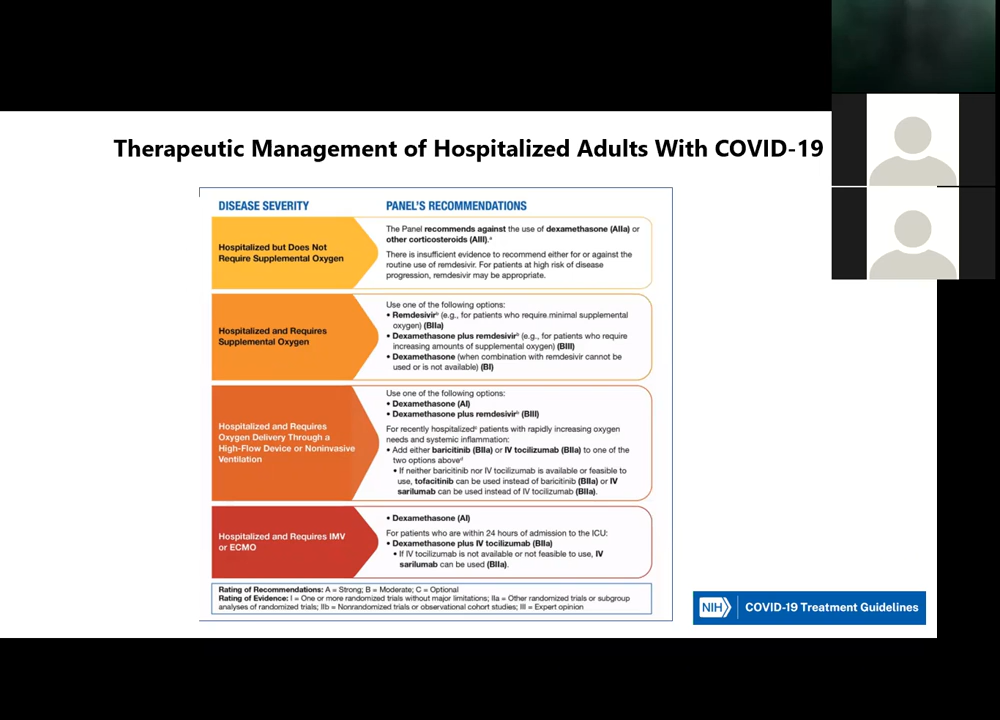 Therapeutic Management of Hospitalized Adults With COVID-19
DISEASE SEVERITY
PANEL'S RECOMMENDATIONS
Hospitalized but Does Not
Require Supplemental Oxygen
The Panel recommends against the use of dexamethasone (AIIa) or
other corticosteroids (AIII).ᵃ
There is insufficient evidence to recommend either for or against the
routine use of remdesivir. For patients at high risk of disease
progression, remdesivir may be appropriate.
Hospitalized and Requires
Supplemental Oxygen
Use one of the following options:
• Remdesivirᵇ (e.g., for patients who require minimal supplemental
oxygen) (BIIa)
• Dexamethasone plus remdesivirᵇ (e.g., for patients who require
increasing amounts of supplemental oxygen) (BIII)
• Dexamethasone (when combination with remdesivir cannot be
used or is not available) (BI)
Hospitalized and Requires
Oxygen Delivery Through a
High-Flow Device or Noninvasive
Ventilation
Use one of the following options:
• Dexamethasone (AI)
• Dexamethasone plus remdesivirᵇ (BIII)
For recently hospitalizedᶜ patients with rapidly increasing oxygen
needs and systemic inflammation:
• Add either baricitinib (BIIa) or IV tocilizumab (BIIa) to one of the
two options aboveᵈ
• If neither baricitinib nor IV tocilizumab is available or feasible to
use, tofacitinib can be used instead of baricitinib (BIIa) or IV
sarilumab can be used instead of IV tocilizumab (BIIa).
Hospitalized and Requires IMV
or ECMO
• Dexamethasone (AI)
For patients who are within 24 hours of admission to the ICU:
• Dexamethasone plus IV tocilizumab (BIIa)
• If IV tocilizumab is not available or not feasible to use, IV
sarilumab can be used (BIIa).
Rating of Recommendations: A = Strong; B = Moderate; C = Optional
Rating of Evidence: I = One or more randomized trials without major limitations; IIa = Other randomized trials or subgroup
analyses of randomized trials; IIb = Nonrandomized trials or observational cohort studies; III = Expert opinion
NIH COVID-19 Treatment Guidelines